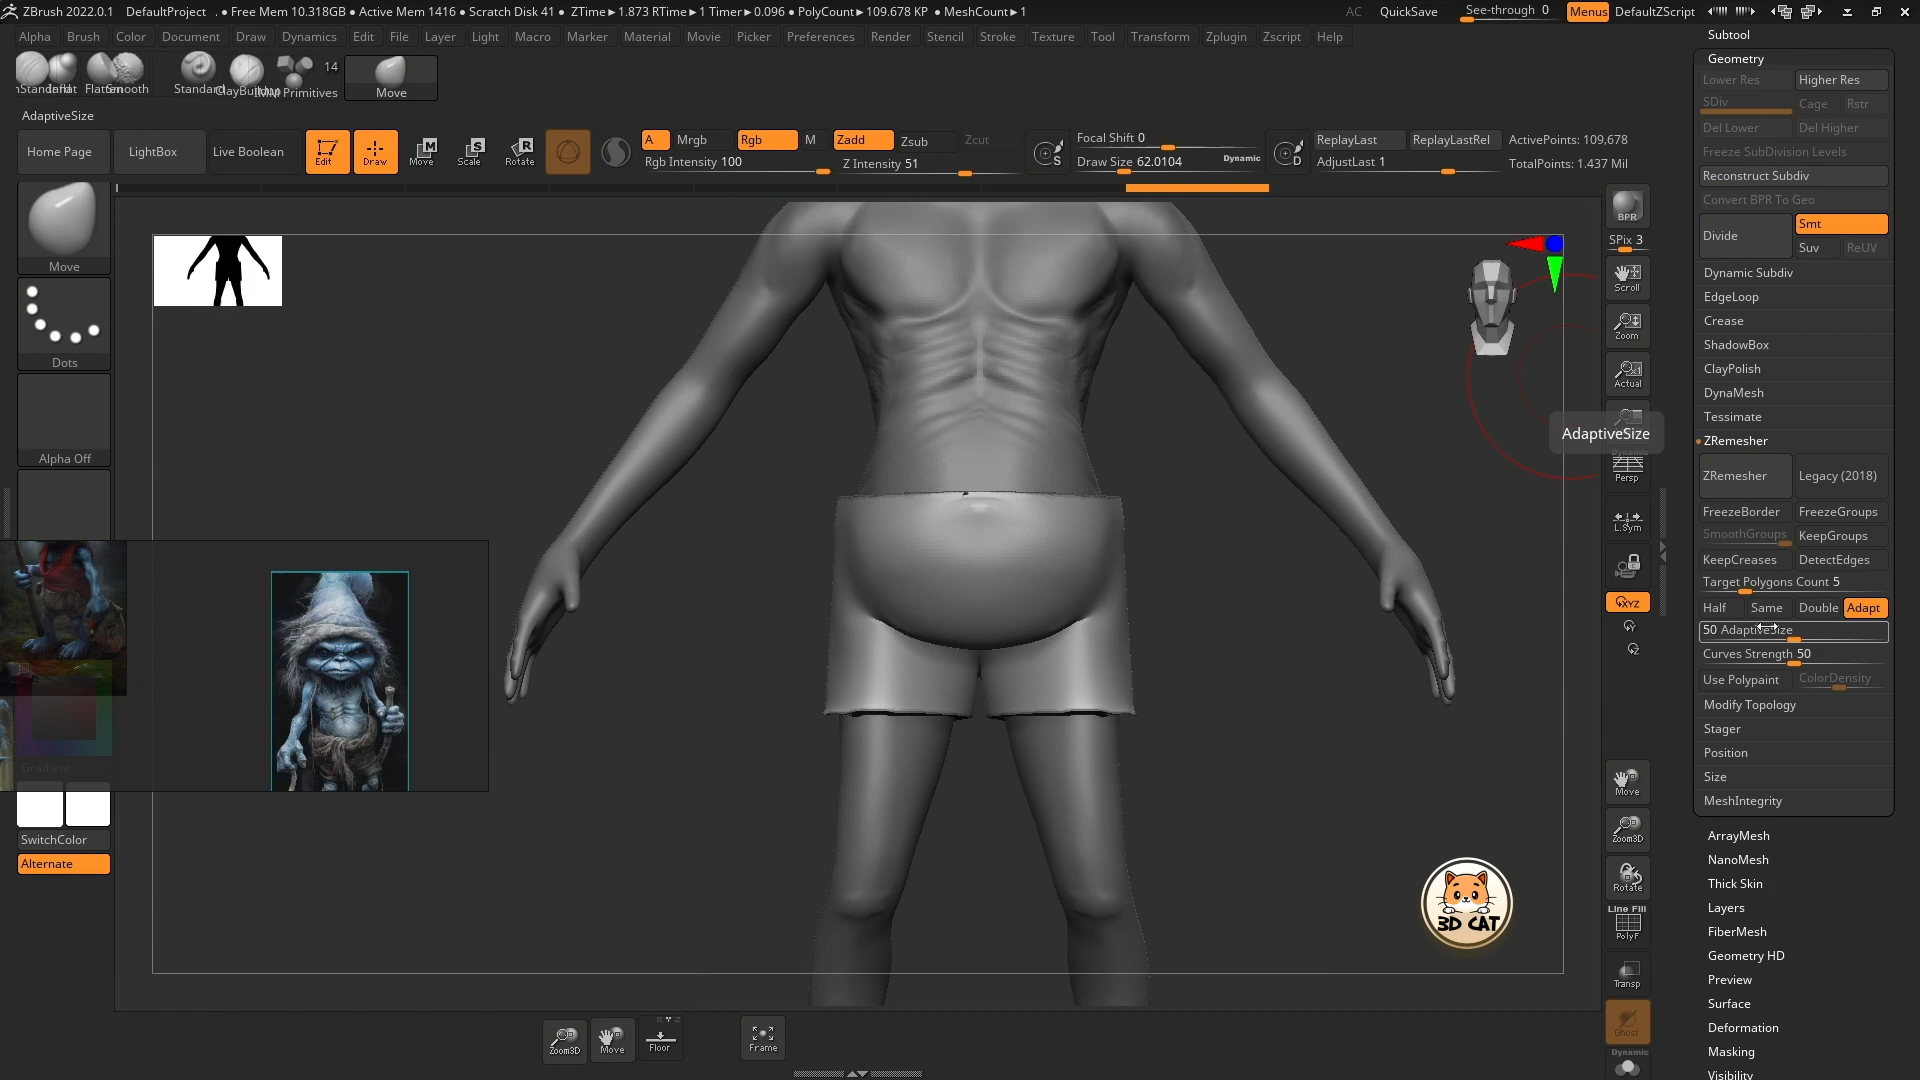 ZBrush 2022.0.1 DefaultProject . ● Free Mem 10.318GB ● Active Mem 1416 ● Scratch Disk 41 ● ZTime►1.873 RTime►1 Timer►0.096 ● PolyCount►109.678 KP ● MeshCount►1 AC QuickSave See-through 0 Menus DefaultZScript
Alpha Brush Color Document Draw Dynamics Edit File Layer Light Macro Marker Material Movie Picker Preferences Render Stencil Stroke Texture Tool Transform Zplugin Zscript Help
14
Standard ClayBuildup IMM Primitives Move
AdaptiveSize
Home Page LightBox Live Boolean Edit Draw Move Scale Rotate
A Mrgb Rgb M Zadd Zsub Zcut
Rgb Intensity 100 Z Intensity 51
S Focal Shift 0
Draw Size 62.0104 Dynamic
D ReplayLast ReplayLastRel ActivePoints: 109,678
AdjustLast 1 TotalPoints: 1.437 Mil
Move
Dots
Alpha Off
Gradient
SwitchColor
Alternate
BPR
SPix 3
Scroll
Zoom
Actual
AdaptiveSize
Dynamic
Persp
L.Sym
XYZ
Y
Z
Move
Zoom3D
Rotate
Line Fill
PolyF
Transp
Ghost
Dynamic
3D CAT
Zoom3D Move Floor Frame
Subtool
Geometry
Lower Res Higher Res
SDiv Cage Rstr
Del Lower Del Higher
Freeze SubDivision Levels
Reconstruct Subdiv
Convert BPR To Geo
Divide Smt
Suv ReUV
Dynamic Subdiv
EdgeLoop
Crease
ShadowBox
ClayPolish
DynaMesh
Tessimate
ZRemesher
ZRemesher Legacy (2018)
FreezeBorder FreezeGroups
SmoothGroups KeepGroups
KeepCreases DetectEdges
Target Polygons Count 5
Half Same Double Adapt
50 AdaptiveSize
Curves Strength 50
Use Polypaint ColorDensity
Modify Topology
Stager
Position
Size
MeshIntegrity
ArrayMesh
NanoMesh
Thick Skin
Layers
FiberMesh
Geometry HD
Preview
Surface
Deformation
Masking
Visibility